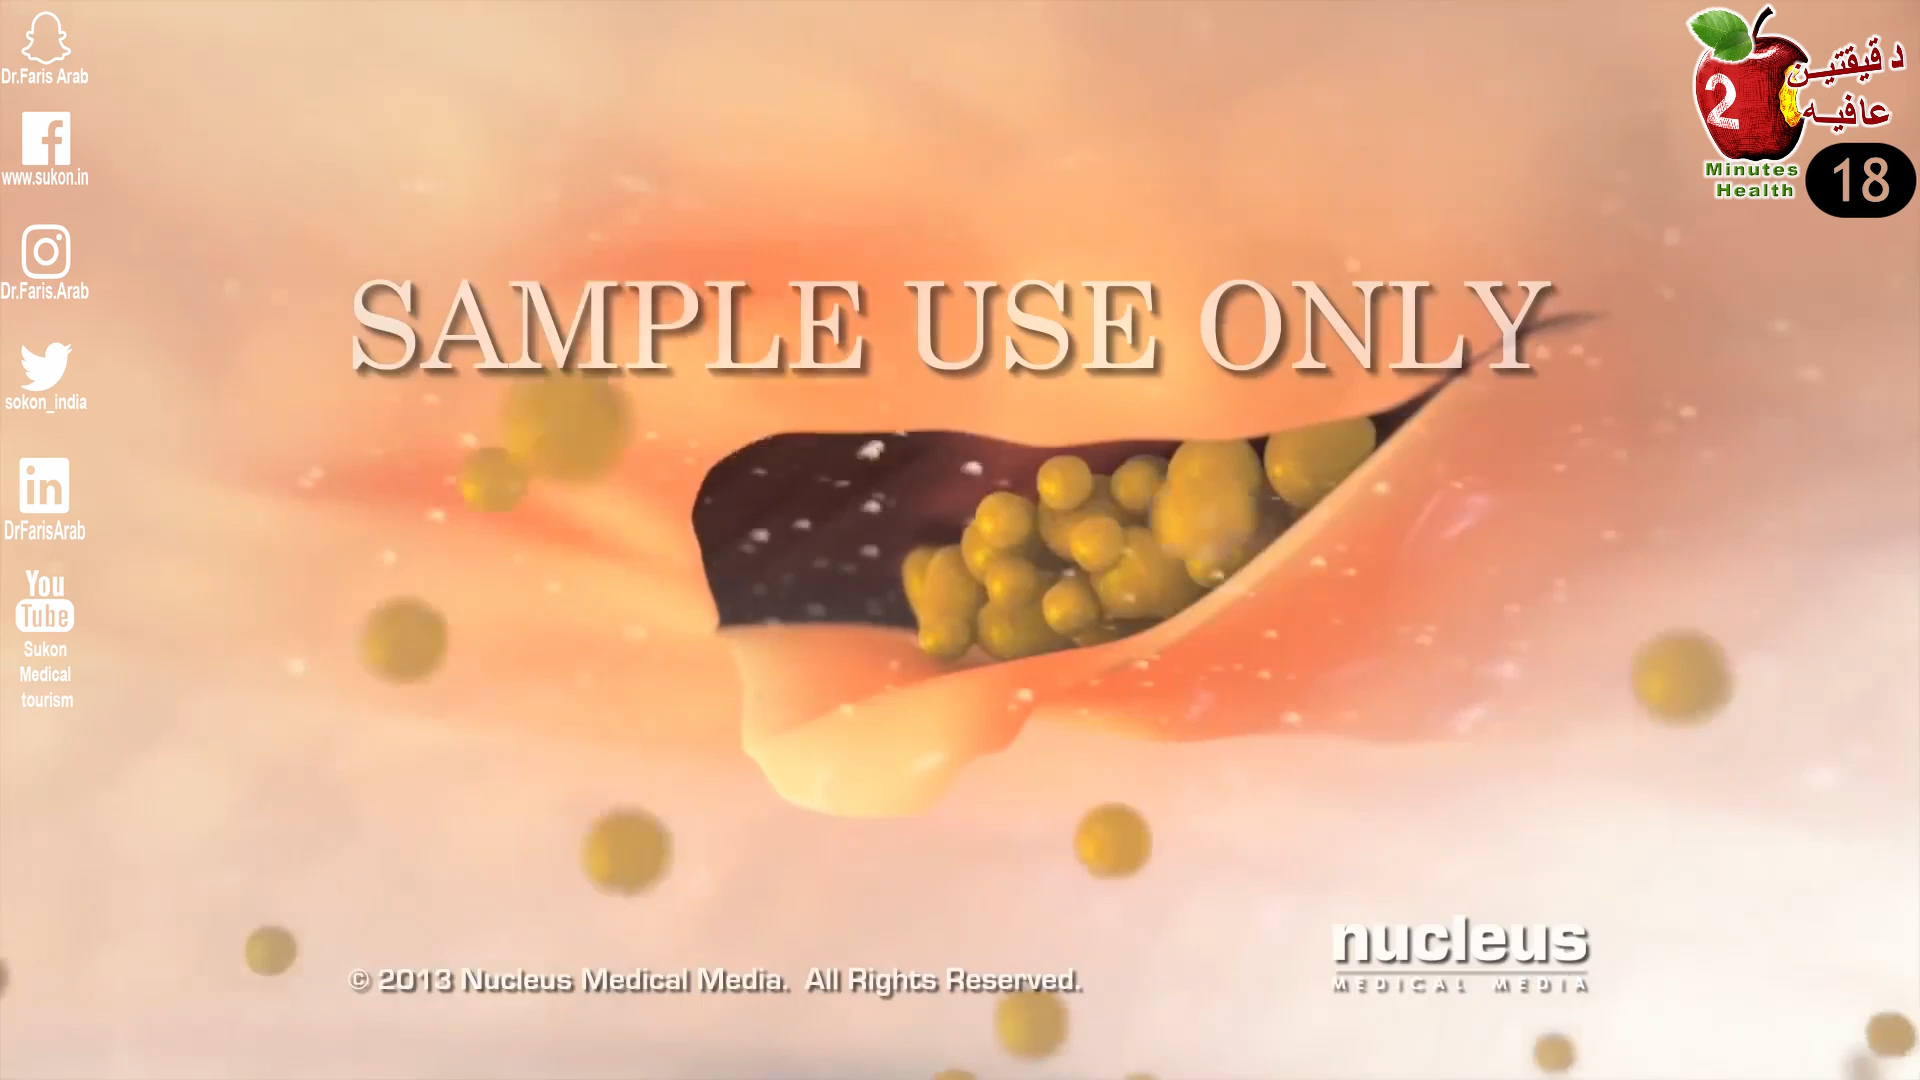 Dr.Faris Arab
www.sukon.in
Dr.Faris.Arab
sokon_india
in
DrFarisArab
You
Tube
Sukon
Medical
tourism
2
دقيقتين
عافيه
Minutes
Health
18
SAMPLE USE ONLY
© 2013 Nucleus Medical Media. All Rights Reserved.
nucleus
MEDICAL MEDIA